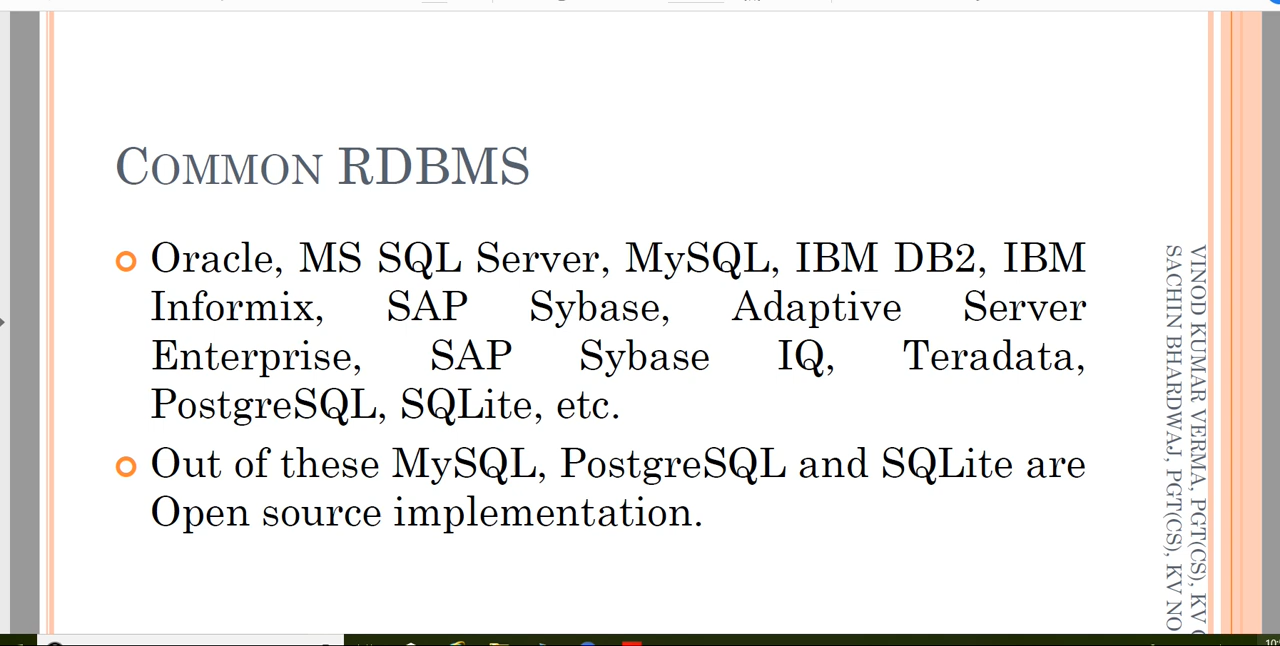 COMMON RDBMS
Oracle, MS SQL Server, MySQL, IBM DB2, IBM
Informix, SAP Sybase, Adaptive Server
Enterprise, SAP Sybase IQ, Teradata,
PostgreSQL, SQLite, etc.
Out of these MySQL, PostgreSQL and SQLite are
Open source implementation.
VINOD KUMAR VERMA, PGT(CS), KV
SACHIN BHARDWAJ, PGT(CS), KV NO